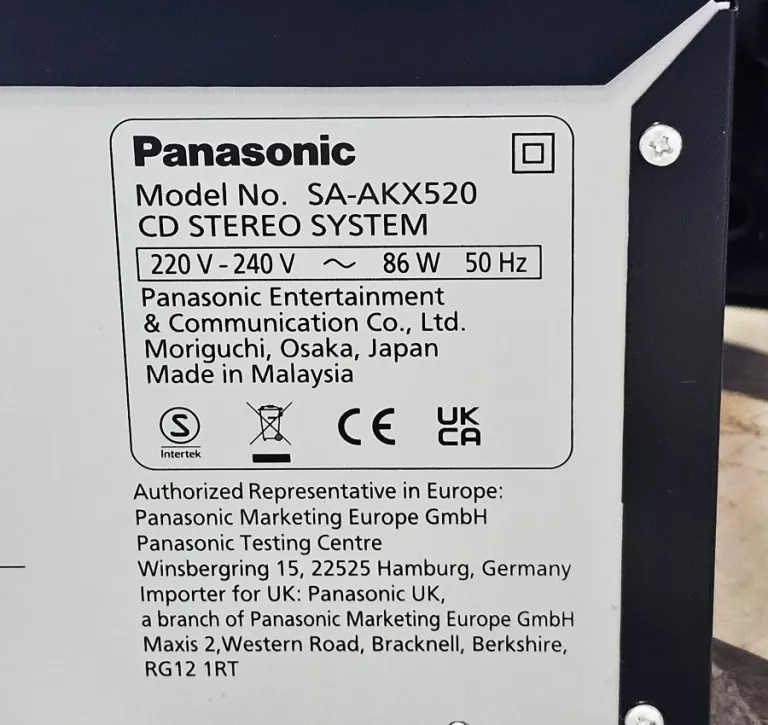 Panasonic
Model No. SA-AKX520
CD STEREO SYSTEM
220 V - 240 V ~ 86 W 50 Hz
Panasonic Entertainment
& Communication Co., Ltd.
Moriguchi, Osaka, Japan
Made in Malaysia
S
Intertek
CE
UK
CA
Authorized Representative in Europe:
Panasonic Marketing Europe GmbH
Panasonic Testing Centre
Winsbergring 15, 22525 Hamburg, Germany
Importer for UK: Panasonic UK,
a branch of Panasonic Marketing Europe GmbH
Maxis 2,Western Road, Bracknell, Berkshire,
RG12 1RT